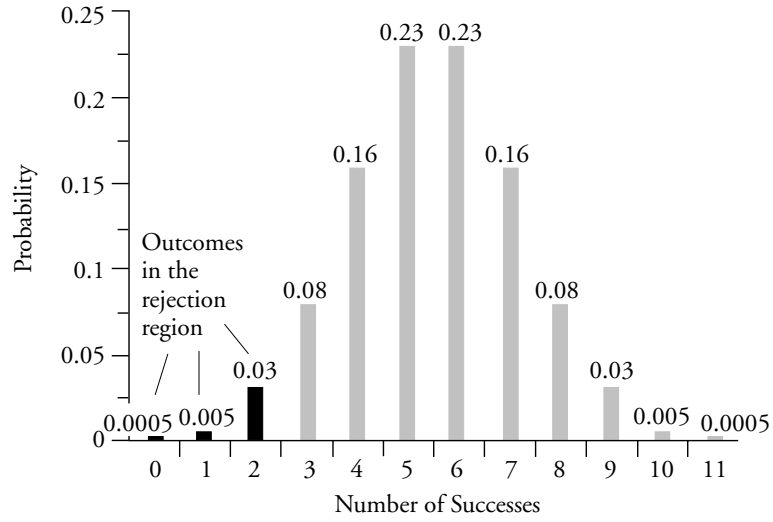 0.25
0.2
0.15
0.1
0.05
0
Probability
Outcomes
in the
rejection
region
0.0005
0.005
0.03
0.08
0.16
0.23
0.23
0.16
0.08
0.03
0.005
0.0005
0 1 2 3 4 5 6 7 8 9 10 11
Number of Successes